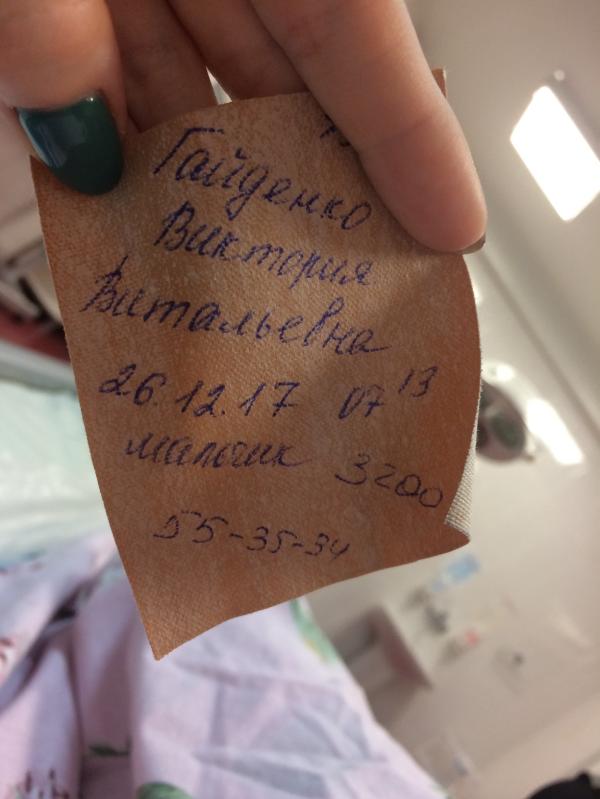 Гайденко
Виктория
Витальевна
26.12.17 07 13
мальчик 3200
55-35-34